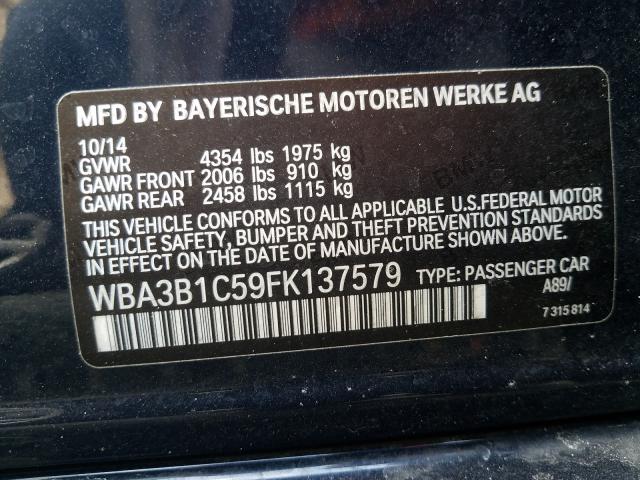 MFD BY BAYERISCHE MOTOREN WERKE AG
10/14
GVWR 4354 lbs 1975 kg
GAWR FRONT 2006 lbs 910 kg
GAWR REAR 2458 lbs 1115 kg
THIS VEHICLE CONFORMS TO ALL APPLICABLE U.S.FEDERAL MOTOR
VEHICLE SAFETY, BUMPER AND THEFT PREVENTION STANDARDS
IN EFFECT ON THE DATE OF MANUFACTURE SHOWN ABOVE.
WBA3B1C59FK137579 TYPE: PASSENGER CAR
A89/
7 315 814